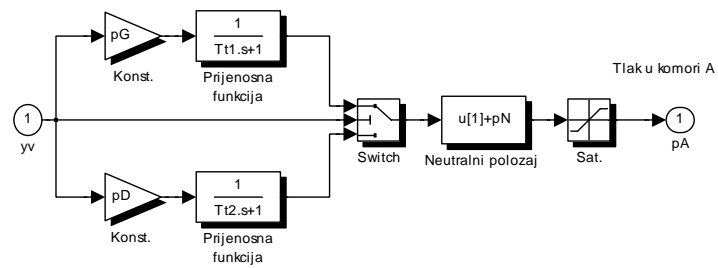 1
yv
pG
Konst.
1
Tt1.s+1
Prijenosna
funkcija
pD
Konst.
1
Tt2.s+1
Prijenosna
funkcija
Switch
u[1]+pN
Neutralni polozaj
Sat.
Tlak u komori A
1
pA